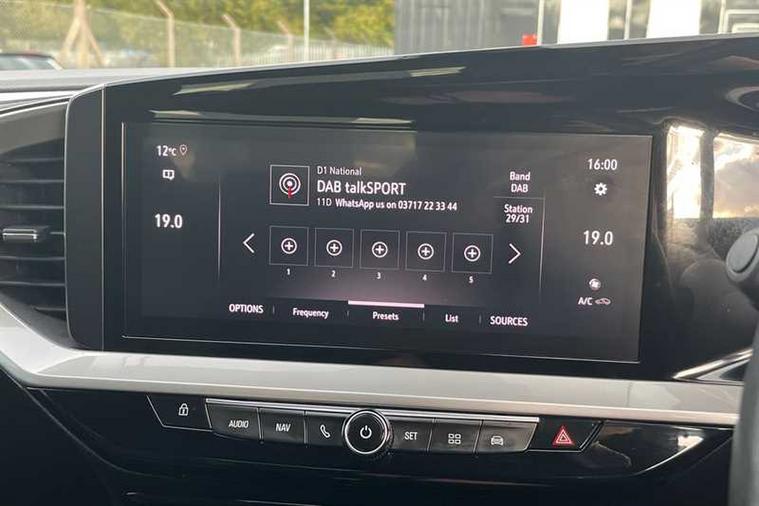 12°C
16:00
D1 National
DAB talkSPORT
11D WhatsApp us on 03717 22 33 44
Band
DAB
Station
29/31
19.0
19.0
1 2 3 4 5
A/C
OPTIONS Frequency Presets List SOURCES
AUDIO NAV SET